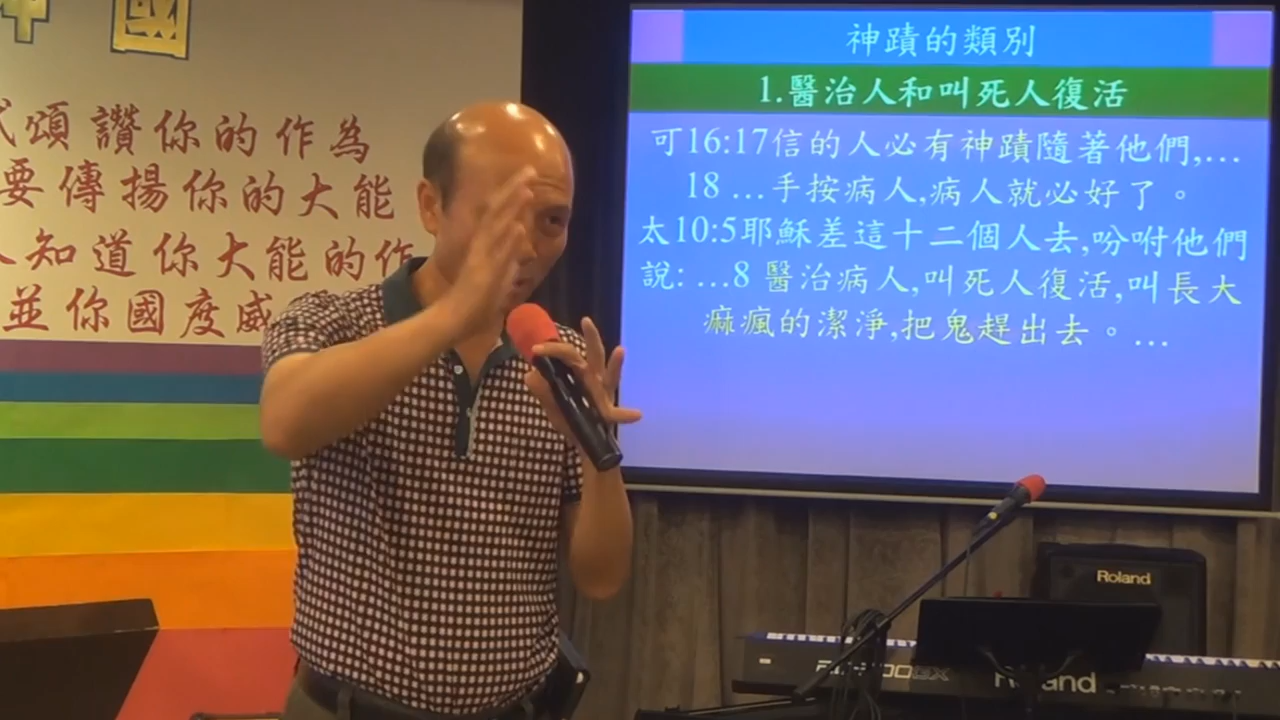 神國
頌讚你的作為
要傳揚你的大能
知道你大能的作
並你國度威
神蹟的類別
1.醫治人和叫死人復活
可16:17信的人必有神蹟隨著他們,…
18 …手按病人,病人就必好了。
太10:5耶穌差這十二個人去,吩咐他們
說: …8 醫治病人,叫死人復活,叫長大
痲瘋的潔淨,把鬼趕出去。…
Roland
Roland